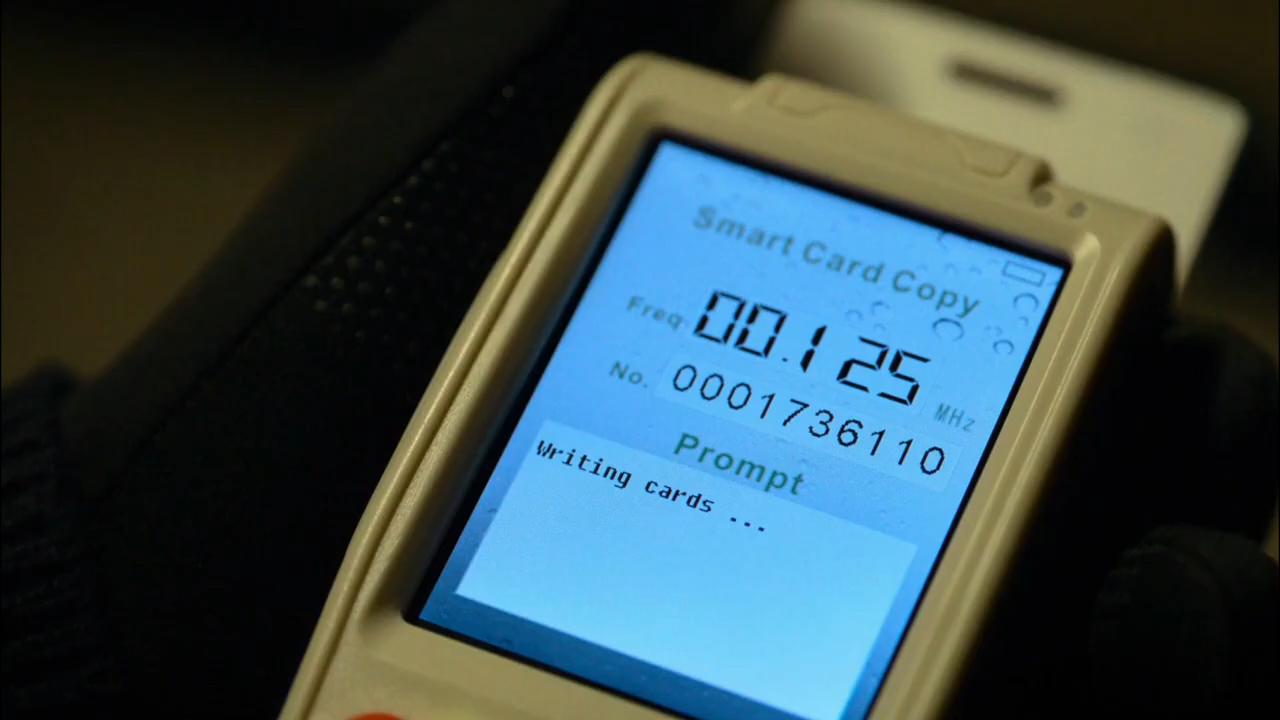 Smart Card Copy
Freq. 00.125 MHz
No. 0001736110
Prompt
Writing cards ...